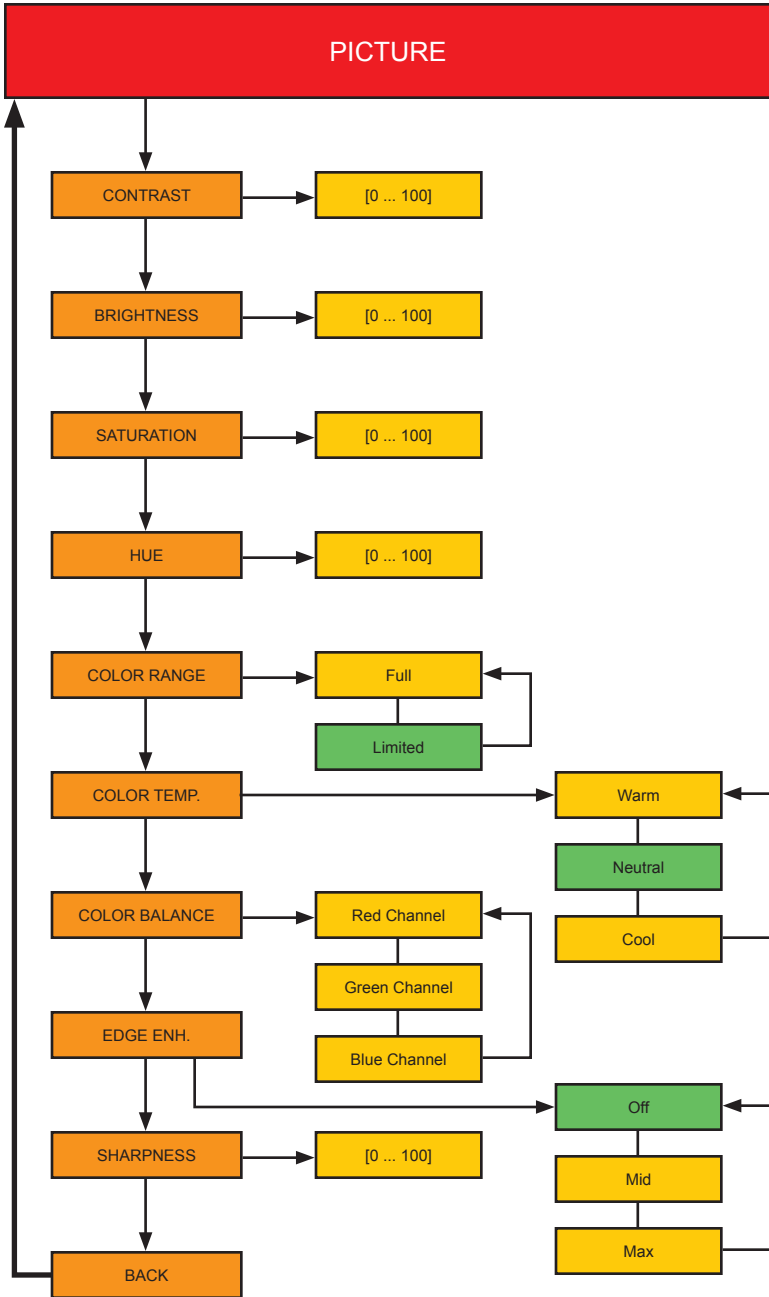 PICTURE
CONTRAST
[0 ... 100]
BRIGHTNESS
[0 ... 100]
SATURATION
[0 ... 100]
HUE
[0 ... 100]
COLOR RANGE
Full
Limited
COLOR TEMP.
Warm
Neutral
Cool
COLOR BALANCE
Red Channel
Green Channel
Blue Channel
EDGE ENH.
Off
Mid
Max
SHARPNESS
[0 ... 100]
BACK